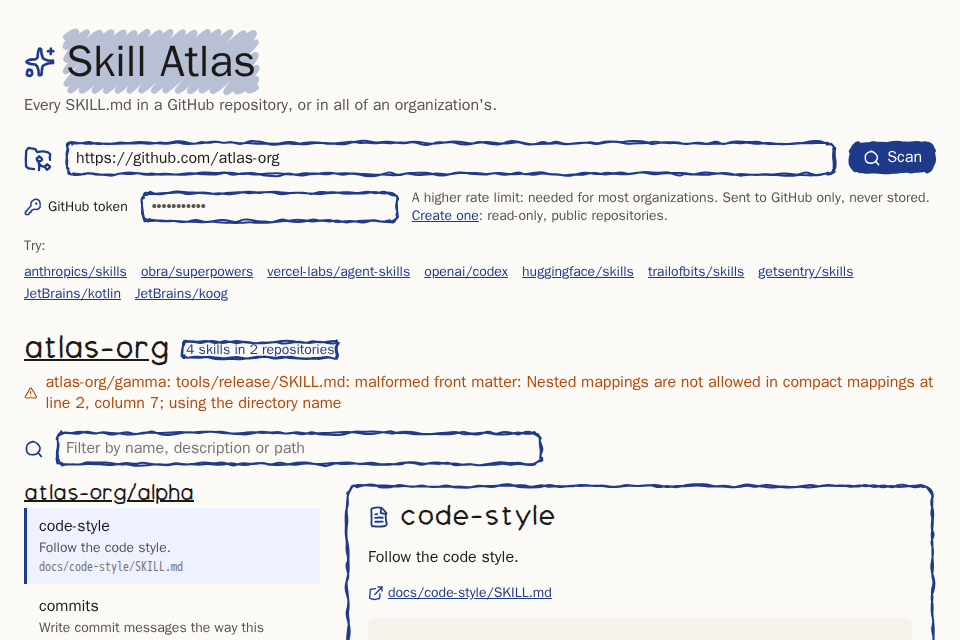 Skill Atlas
Every SKILL.md in a GitHub repository, or in all of an organization's.
https://github.com/atlas-org
Scan
GitHub token
•••••••••••
A higher rate limit: needed for most organizations. Sent to GitHub only, never stored.
Create one: read-only, public repositories.
Try:
anthropics/skills obra/superpowers vercel-labs/agent-skills openai/codex huggingface/skills trailofbits/skills getsentry/skills
JetBrains/kotlin JetBrains/koog
atlas-org 4 skills in 2 repositories
atlas-org/gamma: tools/release/SKILL.md: malformed front matter: Nested mappings are not allowed in compact mappings at
line 2, column 7; using the directory name
Filter by name, description or path
atlas-org/alpha
code-style
Follow the code style.
docs/code-style/SKILL.md
commits
Write commit messages the way this
code-style
Follow the code style.
docs/code-style/SKILL.md